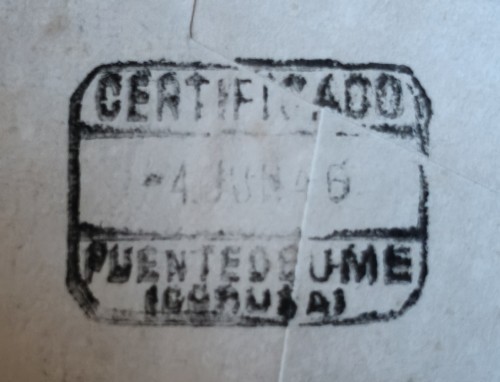 CERTIFICADO
-4 JUN 46
PUENTEDEUME
(CORUÑA)